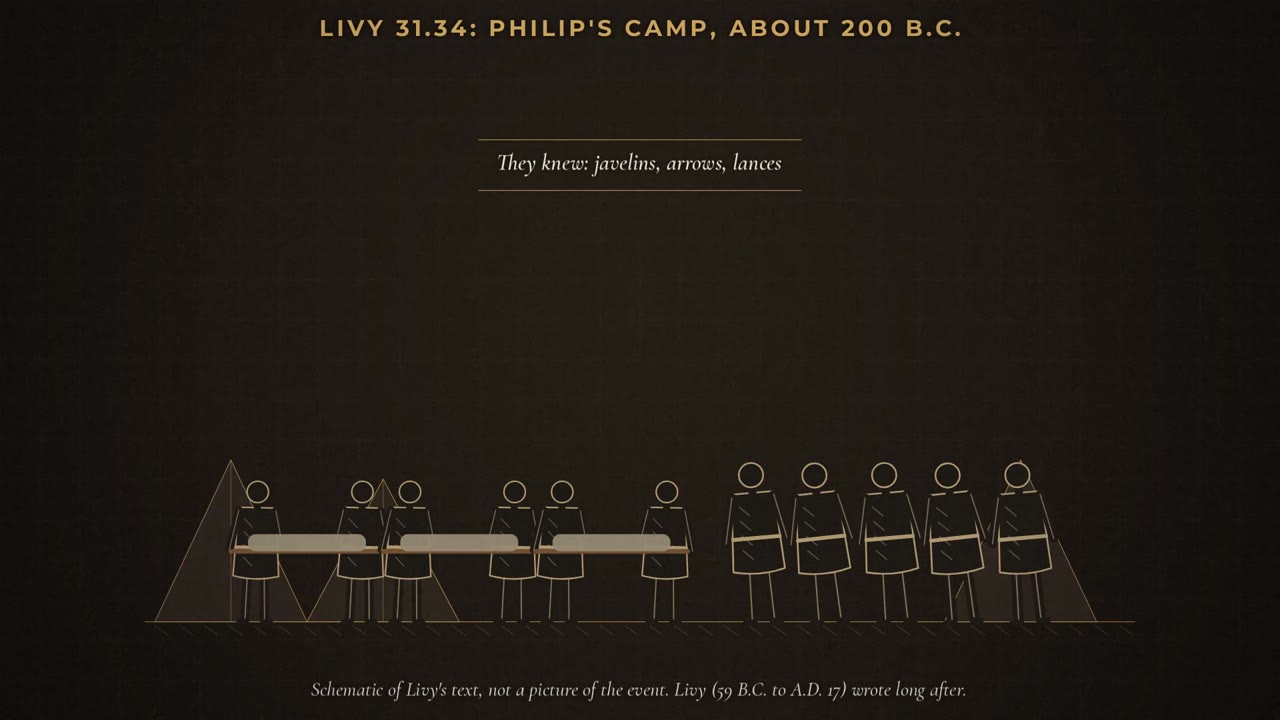 LIVY 31.34: PHILIP'S CAMP, ABOUT 200 B.C.
They knew: javelins, arrows, lances
Schematic of Livy's text, not a picture of the event. Livy (59 B.C. to A.D. 17) wrote long after.